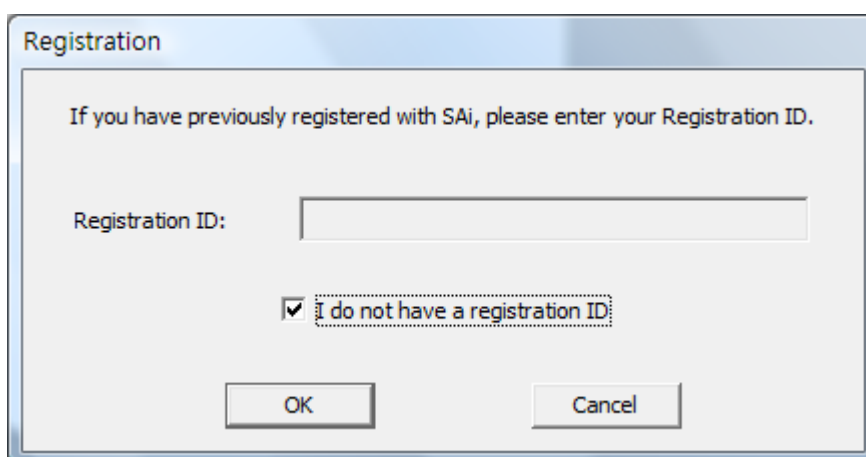 Registration
If you have previously registered with SAi, please enter your Registration ID.
Registration ID:
I do not have a registration ID
OK
Cancel